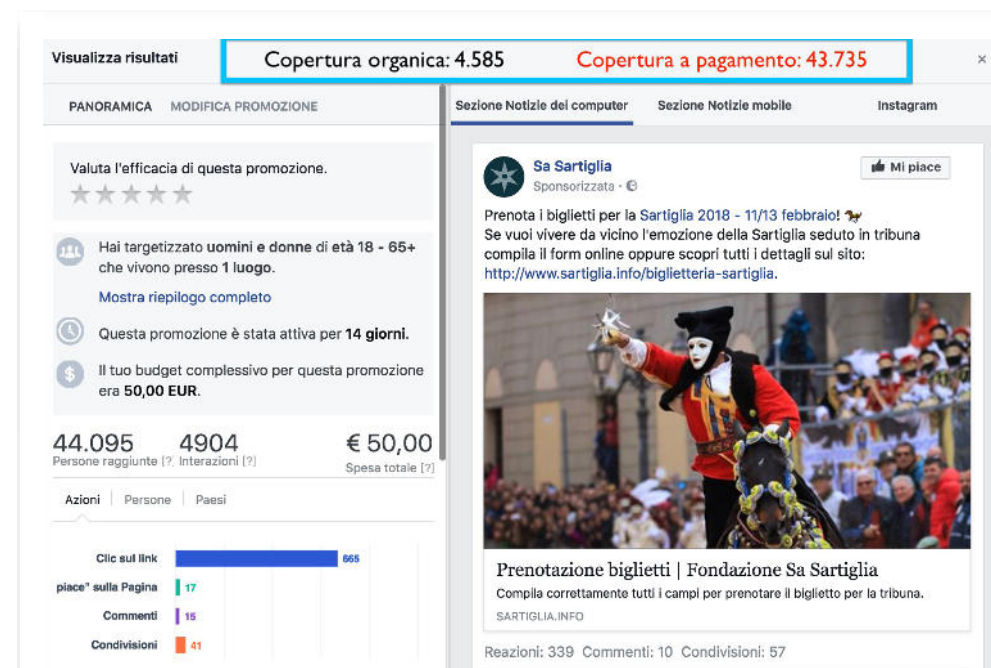 Visualizza risultati
Copertura organica: 4.585
Copertura a pagamento: 43.735
×
PANORAMICA MODIFICA PROMOZIONE
Valuta l'efficacia di questa promozione.
Hai targetizzato uomini e donne di età 18 - 65+
che vivono presso 1 luogo.
Mostra riepilogo completo
Questa promozione è stata attiva per 14 giorni.
$
Il tuo budget complessivo per questa promozione
era 50,00 EUR.
44.095 4904 € 50,00
Persone raggiunte [?] Interazioni [?] Spesa totale [?]
Azioni Persone Paesi
Clic sul link 665
piace" sulla Pagina 17
Commenti 15
Condivisioni 41
Sezione Notizie dei computer Sezione Notizie mobile Instagram
Sa Sartiglia
Sponsorizzata ·
Mi piace
Prenota i biglietti per la Sartiglia 2018 - 11/13 febbraio!
Se vuoi vivere da vicino l'emozione della Sartiglia seduto in tribuna
compila il form online oppure scopri tutti i dettagli sul sito:
http://www.sartiglia.info/biglietteria-sartiglia.
Prenotazione biglietti | Fondazione Sa Sartiglia
Compila correttamente tutti i campi per prenotare il biglietto per la tribuna.
SARTIGLIA.INFO
Reazioni: 339 Commenti: 10 Condivisioni: 57